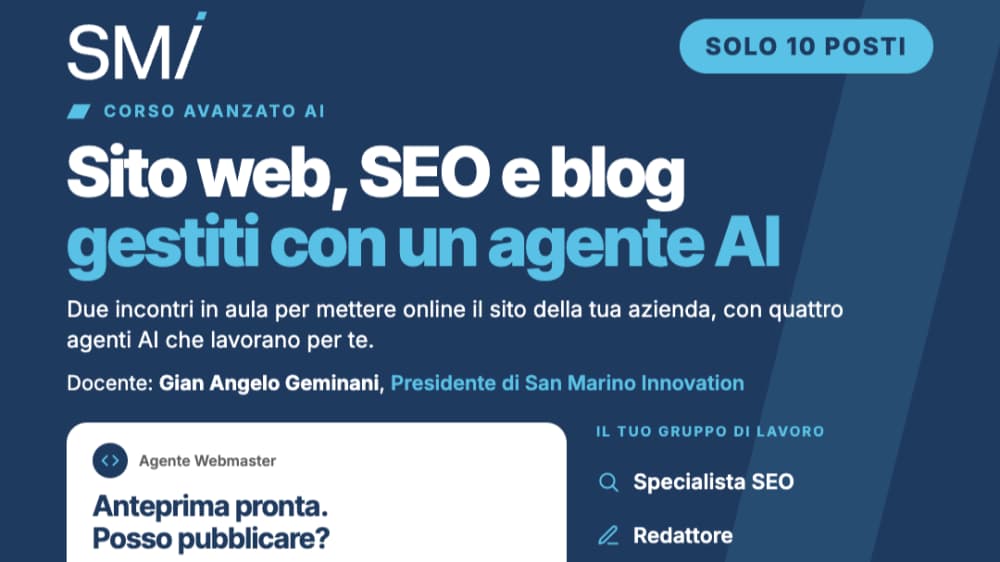 SMi
SOLO 10 POSTI
CORSO AVANZATO AI
Sito web, SEO e blog
gestiti con un agente AI
Due incontri in aula per mettere online il sito della tua azienda, con quattro
agenti AI che lavorano per te.
Docente: Gian Angelo Geminani, Presidente di San Marino Innovation
IL TUO GRUPPO DI LAVORO
Agente Webmaster
Anteprima pronta.
Posso pubblicare?
Specialista SEO
Redattore